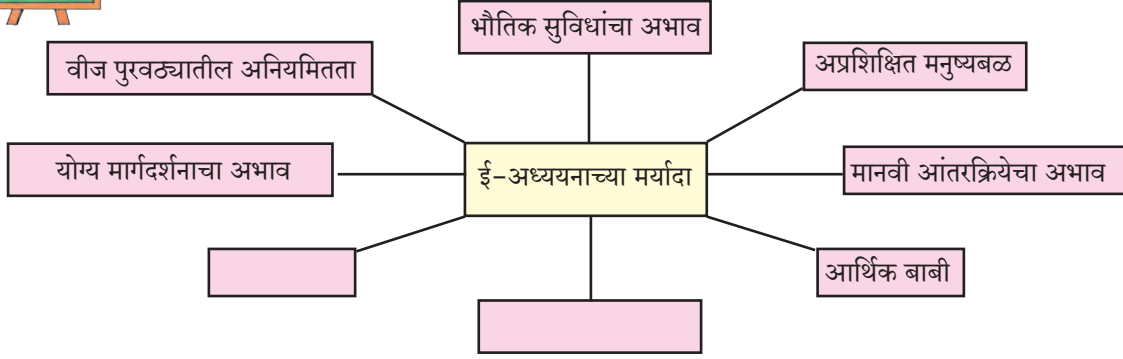 भौतिक सुविधांचा अभाव
वीज पुरवठ्यातील अनियमितता
अप्रशिक्षित मनुष्यबळ
योग्य मार्गदर्शनाचा अभाव
ई-अध्ययनाच्या मर्यादा
मानवी आंतरक्रियेचा अभाव
आर्थिक बाबी